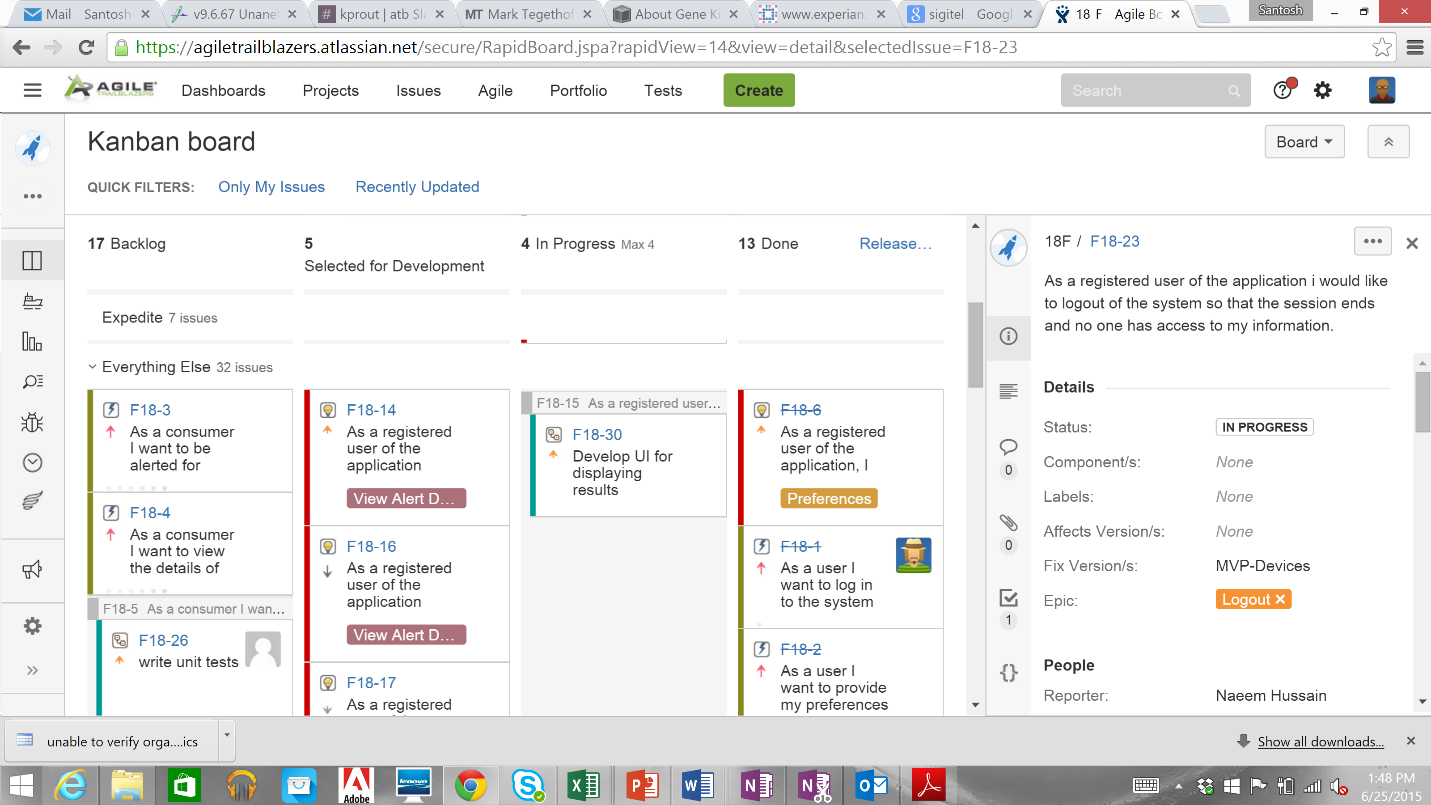 Mail Santosh
v9.6.67 Unanet
kprout | atb Sla
MT Mark Tegethof
About Gene Ki
www.experian.
sigitel Googl
18 F Agile Bo
Santosh
https://agiletrailblazers.atlassian.net/secure/RapidBoard.jspa?rapidView=14&view=detail&selectedIssue=F18-23
AGILE
TRAILBLAZERS
Dashboards Projects Issues Agile Portfolio Tests Create Search
Kanban board
Board
QUICK FILTERS: Only My Issues Recently Updated
17 Backlog
5
Selected for Development
4 In Progress Max 4
13 Done Release…
Expedite 7 issues
Everything Else 32 issues
F18-3
As a consumer
I want to be
alerted for
F18-4
As a consumer
I want to view
the details of
F18-5 As a consumer I wan...
F18-26
write unit tests
F18-14
As a registered
user of the
application
View Alert D…
F18-16
As a registered
user of the
application
View Alert D…
F18-17
As a registered
F18-15 As a registered user...
F18-30
Develop UI for
displaying
results
F18-6
As a registered
user of the
application, I
Preferences
F18-1
As a user I
want to log in
to the system
F18-2
As a user I
want to provide
my preferences
18F / F18-23
As a registered user of the application i would like
to logout of the system so that the session ends
and no one has access to my information.
Details
Status: IN PROGRESS
Component/s: None
Labels: None
Affects Version/s: None
Fix Version/s: MVP-Devices
Epic: Logout
0
0
1
People
Reporter: Naeem Hussain
unable to verify orga....ics
Show all downloads...
Adobe
lenovo
1:48 PM
6/25/2015